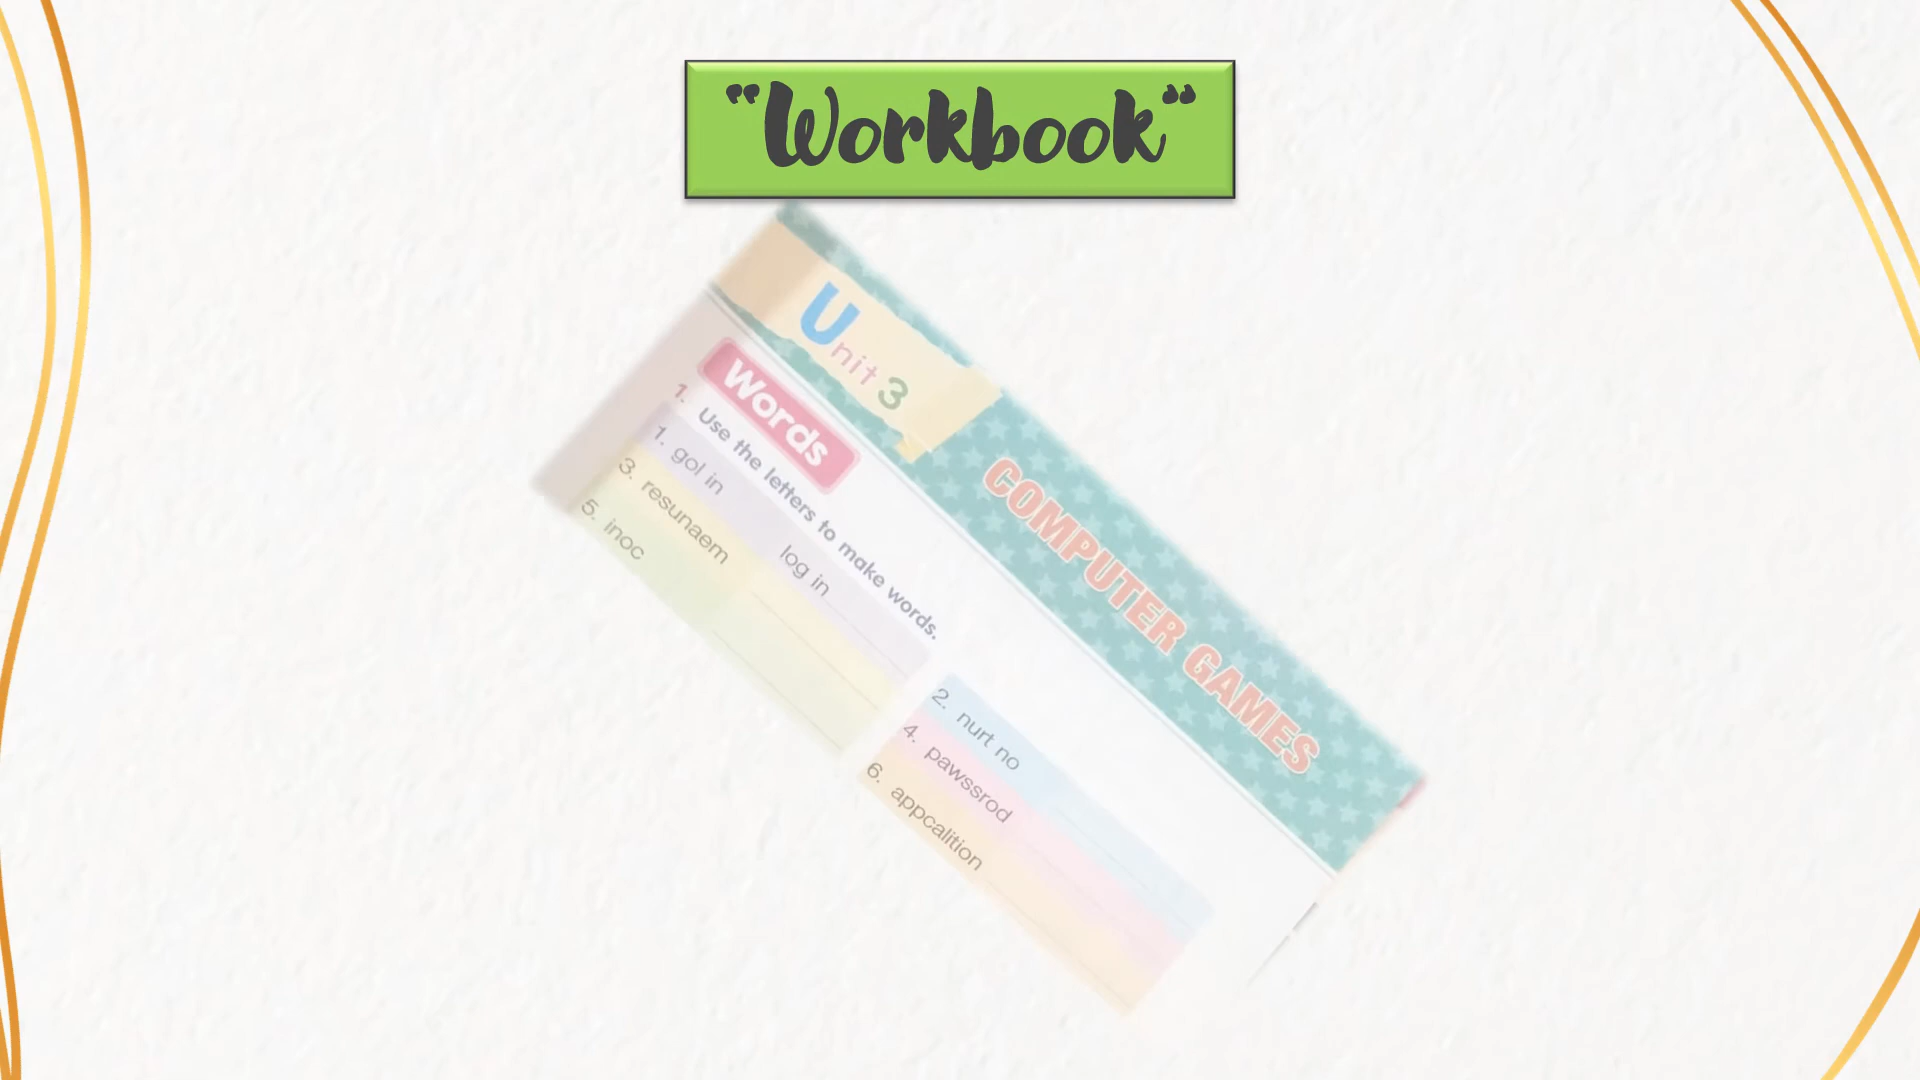 "Workbook"
Unit 3
COMPUTER GAMES
Words
1. Use the letters to make words.
1. gol in log in
2. nurt no
3. resunaem
4. pawssrod
5. inoc
6. appcalition